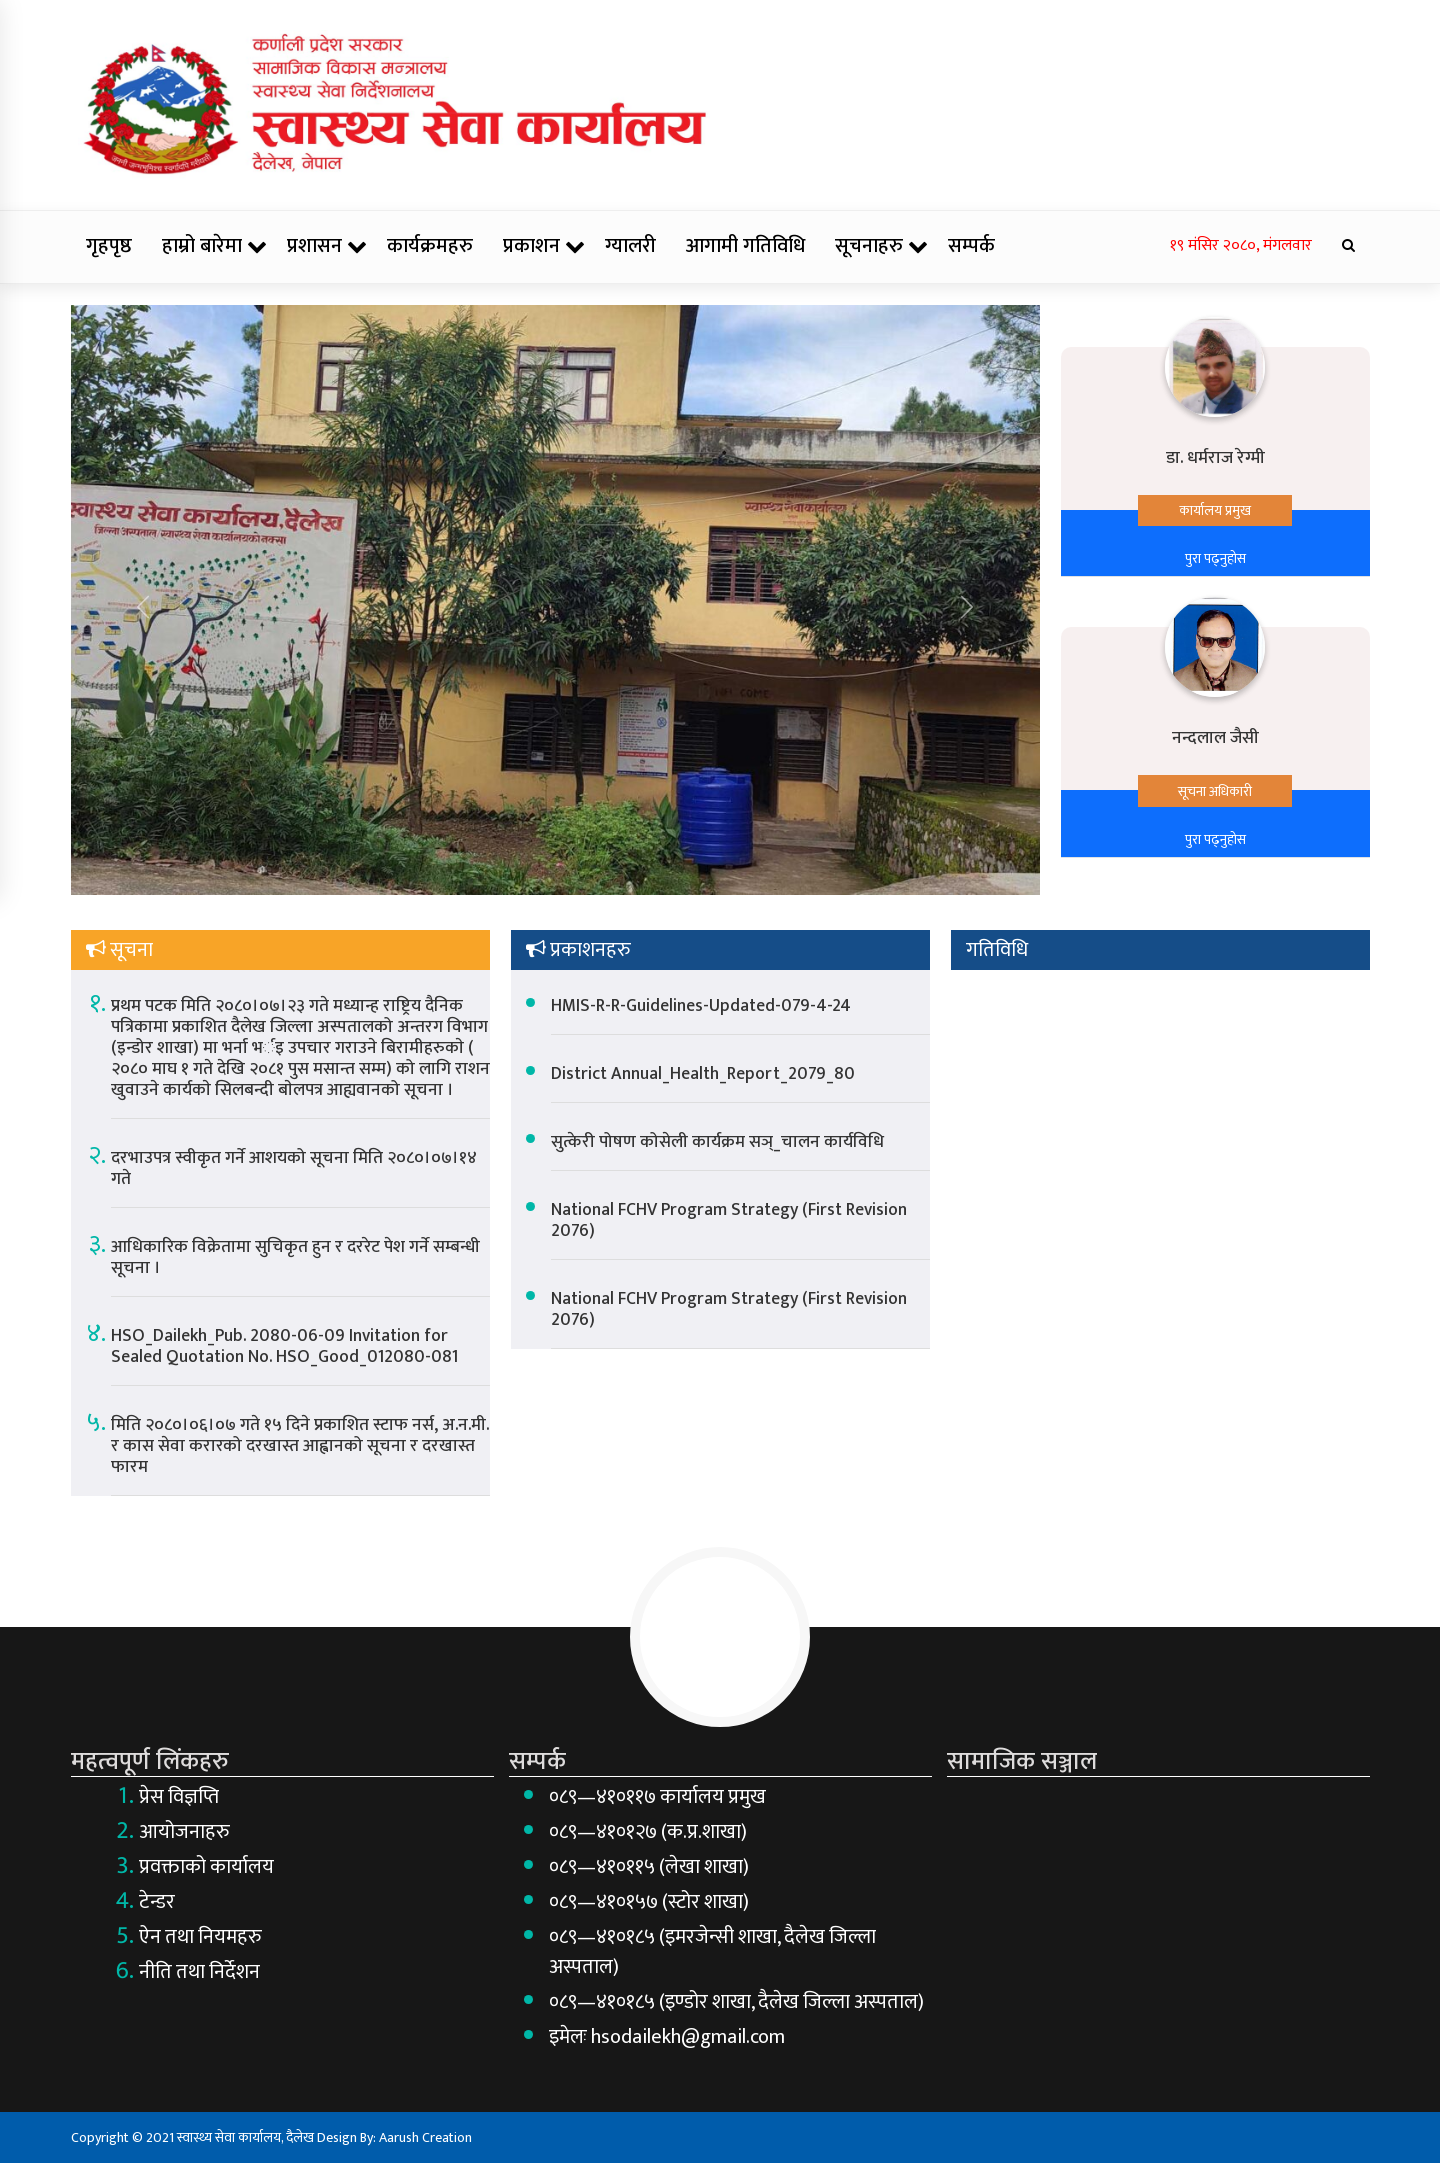 कर्णाली प्रदेश सरकार
सामाजिक विकास मन्त्रालय
स्वास्थ्य सेवा निर्देशनालय
स्वास्थ्य सेवा कार्यालय
दैलेख, नेपाल
जननी जन्मभूमिश्च स्वर्गादपि गरीयसी
गृहपृष्ठ हाम्रो बारेमा प्रशासन कार्यक्रमहरु प्रकाशन ग्यालरी आगामी गतिविधि सूचनाहरु सम्पर्क १९ मंसिर २०८०, मंगलवार
स्वास्थ्य सेवा कार्यालय, दैलेख
जिल्ला अस्पताल/स्वास्थ्य सेवा कार्यालयको नक्सा
डा. धर्मराज रेग्मी
कार्यालय प्रमुख
पुरा पढ्नुहोस
नन्दलाल जैसी
सूचना अधिकारी
पुरा पढ्नुहोस
सूचना
१. प्रथम पटक मिति २०८०।०७।२३ गते मध्यान्ह राष्ट्रिय दैनिक
पत्रिकामा प्रकाशित दैलेख जिल्ला अस्पतालको अन्तरग विभाग
(इन्डोर शाखा) मा भर्ना भर्इ उपचार गराउने बिरामीहरुको (
२०८० माघ १ गते देखि २०८१ पुस मसान्त सम्म) को लागि राशन
खुवाउने कार्यको सिलबन्दी बोलपत्र आह्यवानको सूचना ।
२. दरभाउपत्र स्वीकृत गर्ने आशयको सूचना मिति २०८०।०७।१४
गते
३. आधिकारिक विक्रेतामा सुचिकृत हुन र दररेट पेश गर्ने सम्बन्धी
सूचना ।
४. HSO_Dailekh_Pub. 2080-06-09 Invitation for
Sealed Quotation No. HSO_Good_012080-081
५. मिति २०८०।०६।०७ गते १५ दिने प्रकाशित स्टाफ नर्स, अ.न.मी.
र कास सेवा करारको दरखास्त आह्वानको सूचना र दरखास्त
फारम
प्रकाशनहरु
HMIS-R-R-Guidelines-Updated-079-4-24
District Annual_Health_Report_2079_80
सुत्केरी पोषण कोसेली कार्यक्रम सञ्_चालन कार्यविधि
National FCHV Program Strategy (First Revision
2076)
National FCHV Program Strategy (First Revision
2076)
गतिविधि
महत्वपूर्ण लिंकहरु
1. प्रेस विज्ञप्ति
2. आयोजनाहरु
3. प्रवक्ताको कार्यालय
4. टेन्डर
5. ऐन तथा नियमहरु
6. नीति तथा निर्देशन
सम्पर्क
०८९—४१०११७ कार्यालय प्रमुख
०८९—४१०१२७ (क.प्र.शाखा)
०८९—४१०११५ (लेखा शाखा)
०८९—४१०१५७ (स्टोर शाखा)
०८९—४१०१८५ (इमरजेन्सी शाखा, दैलेख जिल्ला
अस्पताल)
०८९—४१०१८५ (इण्डोर शाखा, दैलेख जिल्ला अस्पताल)
इमेलः hsodailekh@gmail.com
सामाजिक सञ्जाल
Copyright © 2021 स्वास्थ्य सेवा कार्यालय, दैलेख Design By: Aarush Creation